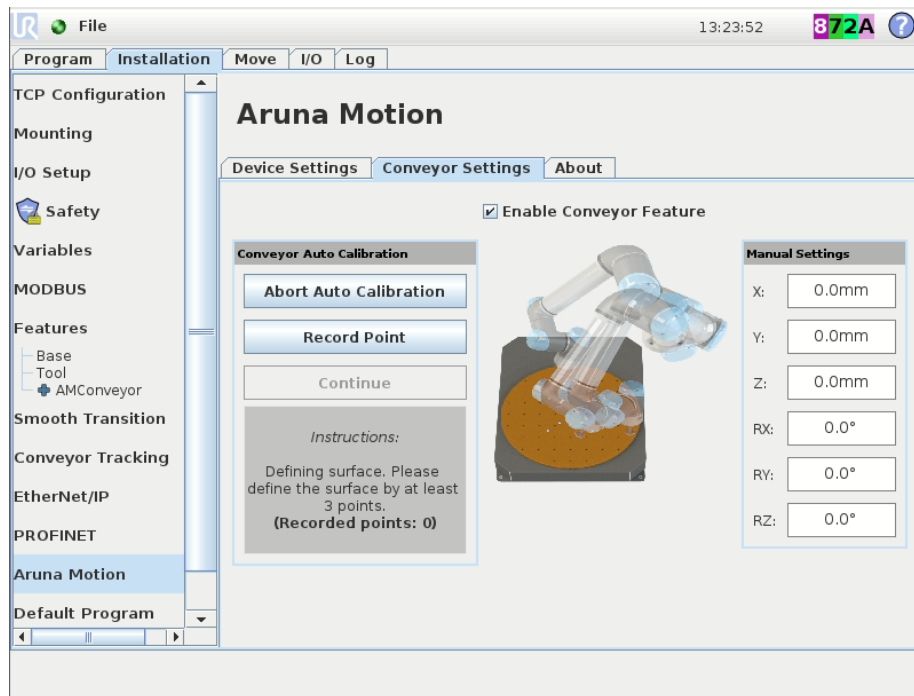 UR File 13:23:52 872A ?
Program Installation Move I/O Log
TCP Configuration
Mounting
I/O Setup
Safety
Variables
MODBUS
Features
Base
Tool
AMConveyor
Smooth Transition
Conveyor Tracking
EtherNet/IP
PROFINET
Aruna Motion
Default Program
Aruna Motion
Device Settings Conveyor Settings About
Enable Conveyor Feature
Conveyor Auto Calibration
Abort Auto Calibration
Record Point
Continue
Instructions:
Defining surface. Please
define the surface by at least
3 points.
(Recorded points: 0)
Manual Settings
X: 0.0mm
Y: 0.0mm
Z: 0.0mm
RX: 0.0°
RY: 0.0°
RZ: 0.0°